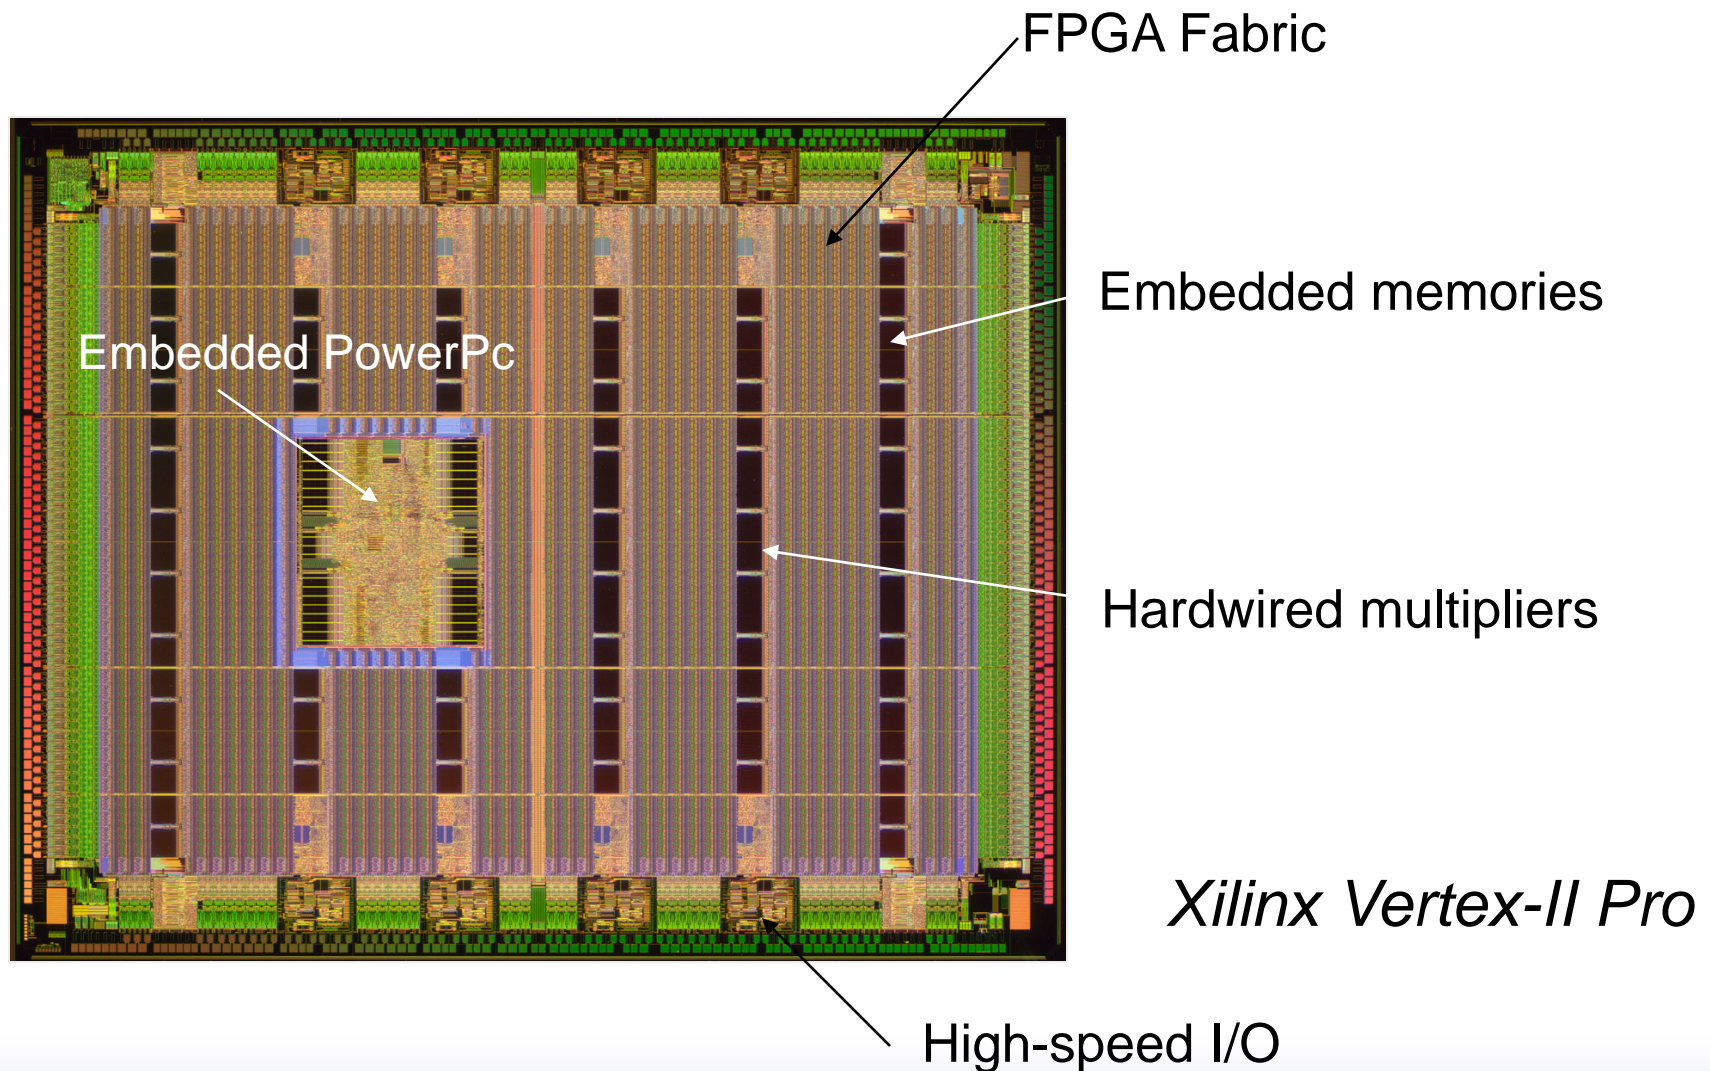 FPGA Fabric
Embedded memories
Embedded PowerPc
Hardwired multipliers
Xilinx Vertex-II Pro
High-speed I/O